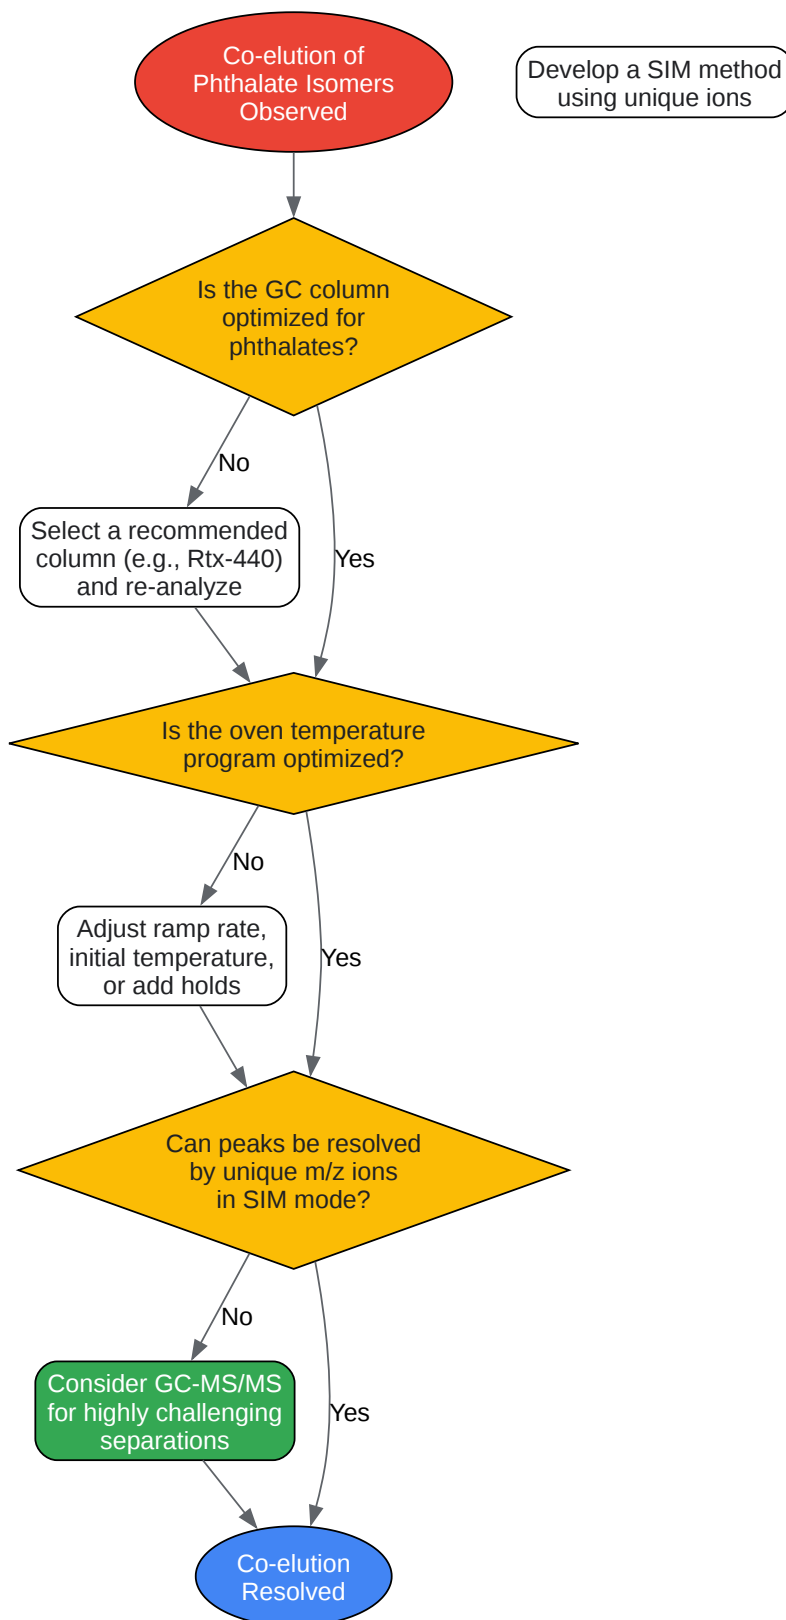 Co-elution of
Phthalate Isomers
Observed
Develop a SIM method
using unique ions
Is the GC column
optimized for
phthalates?
No
Yes
Select a recommended
column (e.g., Rtx-440)
and re-analyze
Is the oven temperature
program optimized?
No
Yes
Adjust ramp rate,
initial temperature,
or add holds
Can peaks be resolved
by unique m/z ions
in SIM mode?
No
Yes
Consider GC-MS/MS
for highly challenging
separations
Co-elution
Resolved